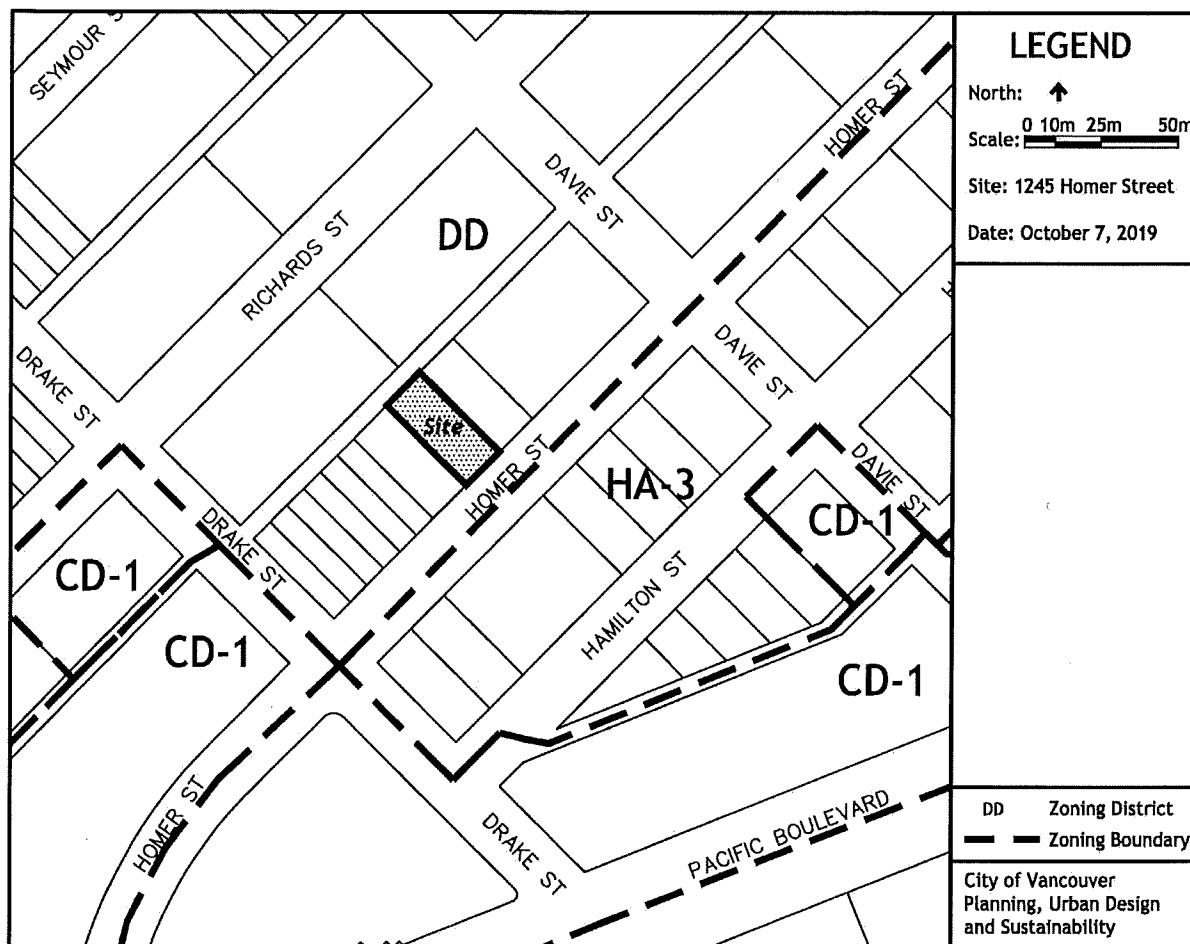 SEYMOUR S
RICHARDS ST
DD
DAVIE ST
HOMER ST
DRAKE ST
Site
HOMER ST
DAVIE ST
H
HA-3
DAVIE ST
CD-1
DRAKE ST
CD-1
CD-1
HAMILTON ST
CD-1
HOMER ST
DRAKE ST
PACIFIC BOULEVARD
LEGEND
North:
Scale: 0 10m 25m 50m
Site: 1245 Homer Street
Date: October 7, 2019
DD Zoning District
Zoning Boundary
City of Vancouver
Planning, Urban Design
and Sustainability